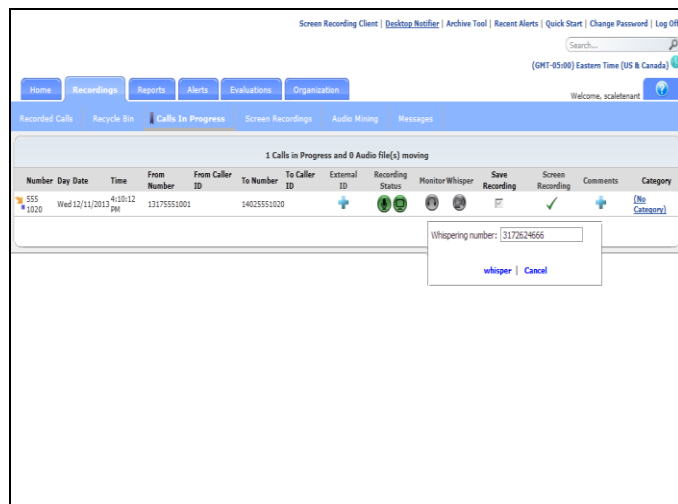 Screen Recording Client | Desktop Notifier | Archive Tool | Recent Alerts | Quick Start | Change Password | Log Off
Search...
(GMT-05:00) Eastern Time (US & Canada)
Home Recordings Reports Alerts Evaluations Organization
Welcome, scaletenant
Recorded Calls Recycle Bin Calls In Progress Screen Recordings Audio Mining Messages
1 Calls in Progress and 0 Audio file(s) moving
Number Day Date Time From Number From Caller ID To Number To Caller ID External ID Recording Status Monitor Whisper Save Recording Screen Recording Comments Category
555 1020 Wed 12/11/2013 4:10:12 PM 13175551001 14025551020 (No Category)
Whispering number: 3172624666
whisper | Cancel